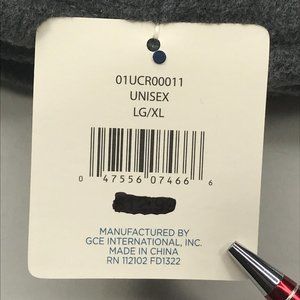 01UCR00011
UNISEX
LG/XL
0 47556 07466 6
MANUFACTURED BY
GCE INTERNATIONAL, INC.
MADE IN CHINA
RN 112102 FD1322